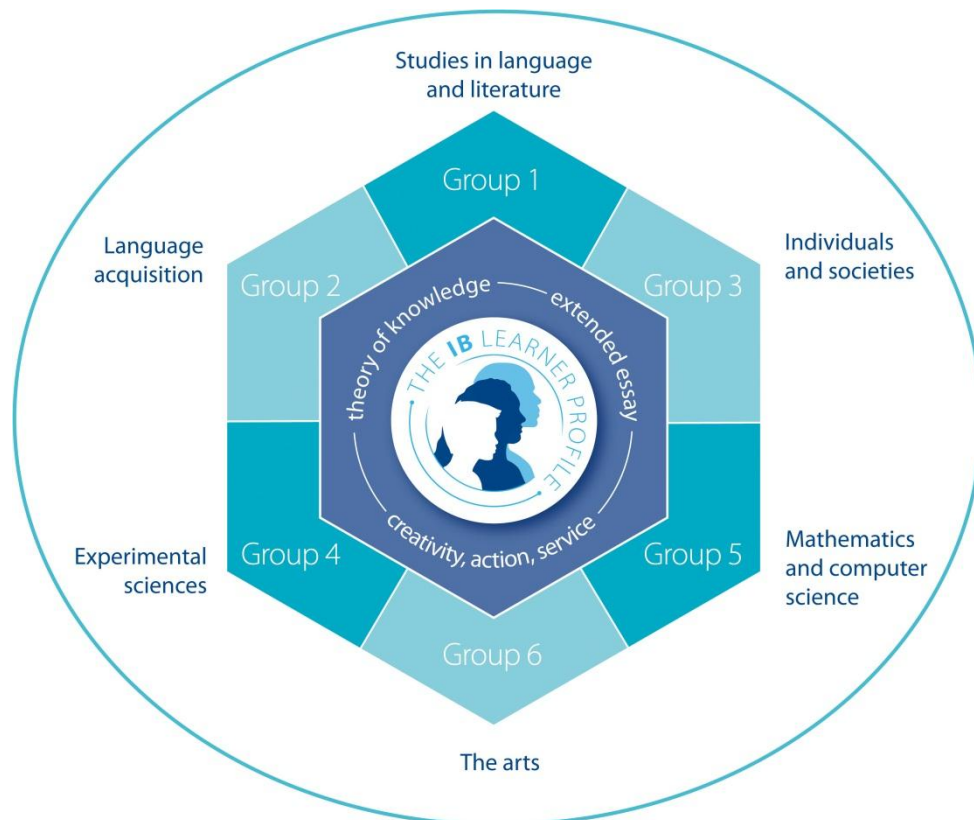 Studies in language
and literature
Group 1
Language
acquisition
Group 2
Group 3
Individuals
and societies
theory of knowledge
extended essay
THE IB LEARNER PROFILE
creativity, action, service
Experimental
sciences
Group 4
Group 5
Mathematics
and computer
science
Group 6
The arts